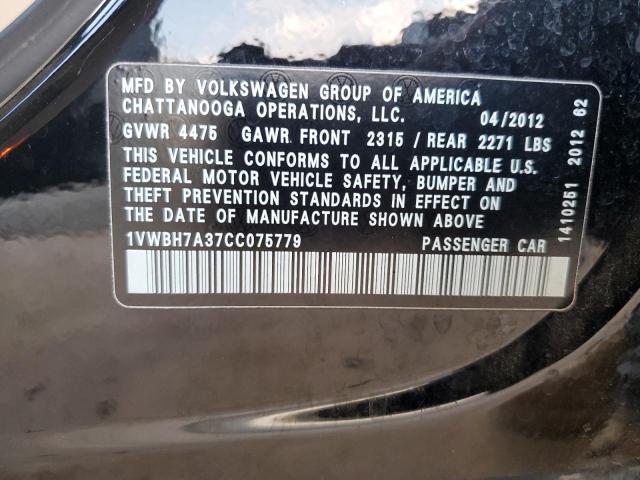 MFD BY VOLKSWAGEN GROUP OF AMERICA
CHATTANOOGA OPERATIONS, LLC. 04/2012
GVWR 4475 GAWR FRONT 2315 / REAR 2271 LBS
THIS VEHICLE CONFORMS TO ALL APPLICABLE U.S.
FEDERAL MOTOR VEHICLE SAFETY, BUMPER AND
THEFT PREVENTION STANDARDS IN EFFECT ON
THE DATE OF MANUFACTURE SHOWN ABOVE
1VWBH7A37CC075779 PASSENGER CAR
1410251 2012 62